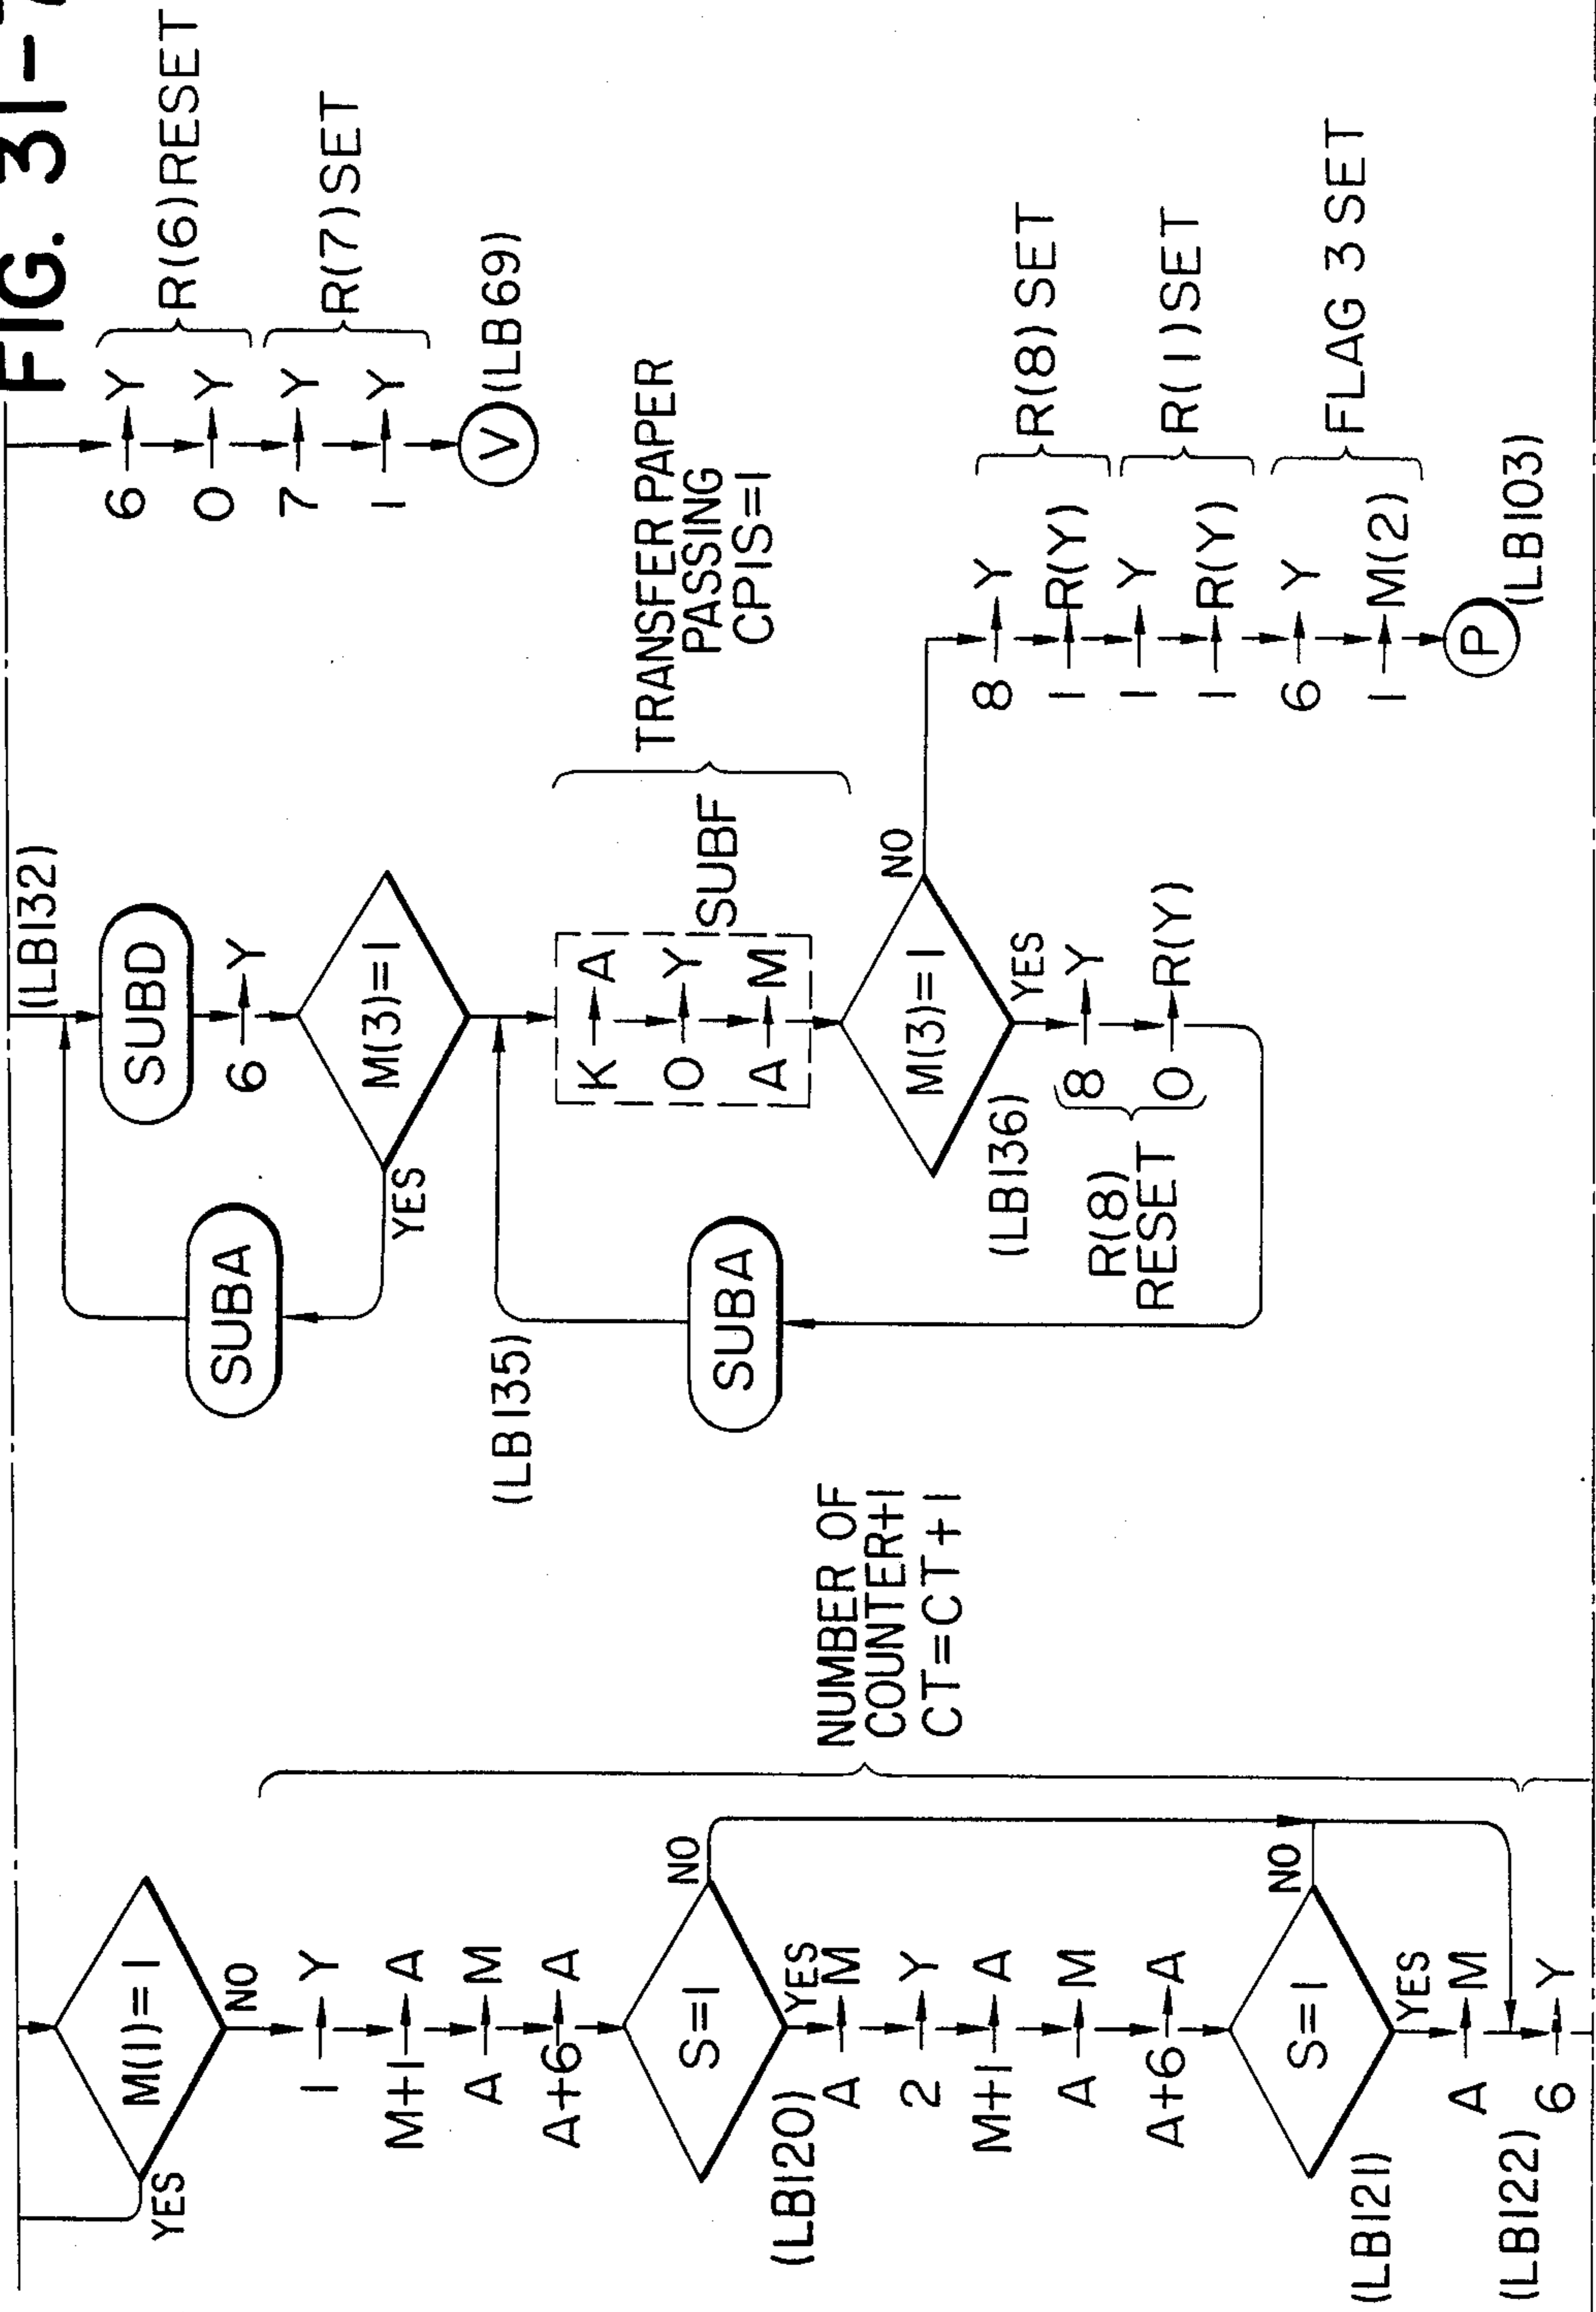 FIG. 31-
M(1)=1
YES
NO
1→Y
M+1→A
A→M
A+6→A
S=1
NO
YES
(LB120)
A→M
2→Y
M+1→A
A→M
A+6→A
S=1
NO
YES
(LB121)
A→M
(LB122)
6→Y
NUMBER OF
COUNTER+1
CT=CT+1
(LB132)
SUBD
6→Y
M(3)=1
YES
SUBA
(LB135)
K→A
0→Y
A→M
SUBF
TRANSFER PAPER
PASSING
CPIS=1
M(3)=1
NO
YES
(LB136)
8→Y
0→R(Y)
R(8)
RESET
SUBA
8→Y
1→R(Y)
R(8)SET
1→Y
1→R(Y)
R(1)SET
6→Y
1→M(2)
FLAG 3 SET
P
(LB103)
6→Y
0→Y
R(6)RESET
7→Y
1→Y
R(7)SET
V
(LB69)